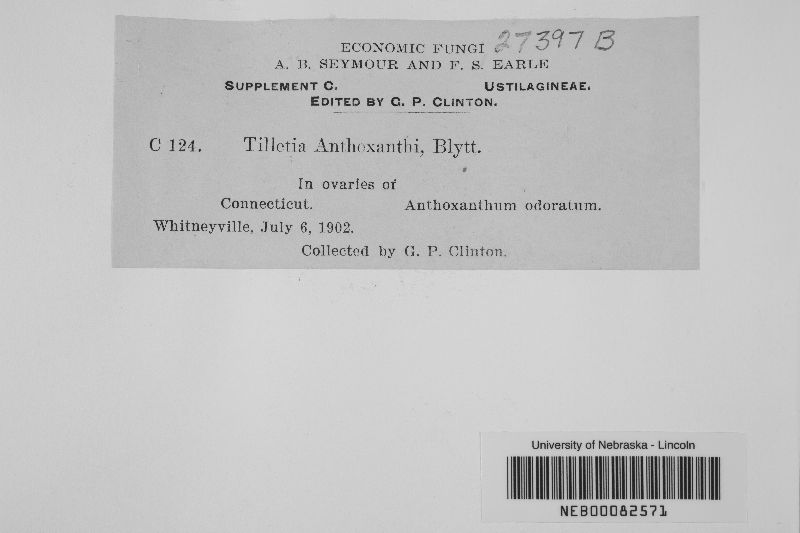 ECONOMIC FUNGI 27397 B
A. B. SEYMOUR AND F. S. EARLE
SUPPLEMENT C. USTILAGINEAE.
EDITED BY G. P. CLINTON.
C 124. Tilletia Anthoxanthi, Blytt.
In ovaries of
Connecticut. Anthoxanthum odoratum.
Whitneyville, July 6, 1902.
Collected by G. P. Clinton.
University of Nebraska - Lincoln
NEB00082571